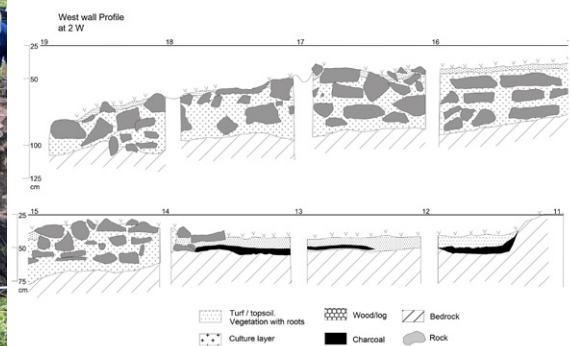 West wall Profile
at 2 W
19 18 17 16
25
50
100
125
cm
15 14 13 12 11
25
50
75
cm
Turf / topsoil.
Vegetation with roots
Wood/log
Bedrock
Culture layer
Charcoal
Rock